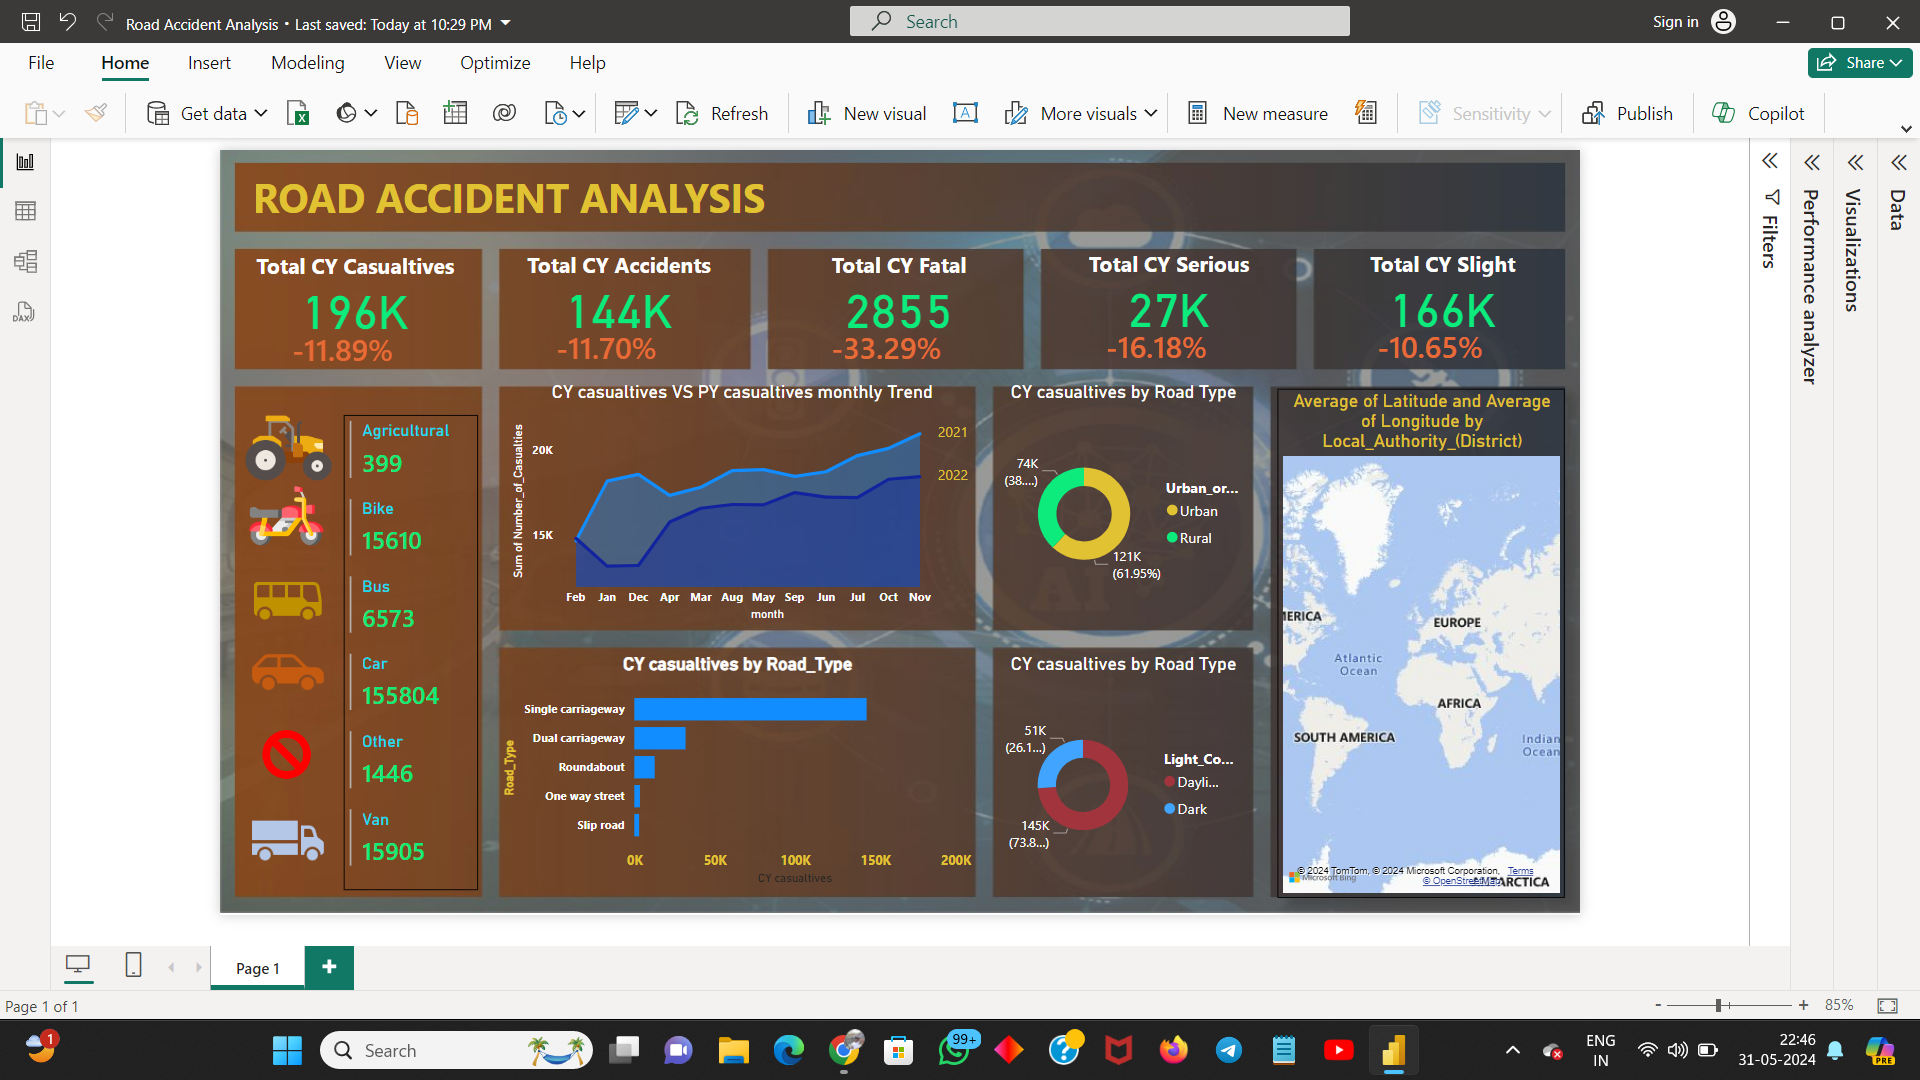 Road Accident Analysis • Last saved: Today at 10:29 PM
Search
Sign in
File
Home
Insert
Modeling
View
Optimize
Help
Share
Get data
Refresh
New visual
More visuals
New measure
Sensitivity
Publish
Copilot
DAX
ROAD ACCIDENT ANALYSIS
Total CY Casualtives
196K
-11.89%
Total CY Accidents
144K
-11.70%
Total CY Fatal
2855
-33.29%
Total CY Serious
27K
-16.18%
Total CY Slight
166K
-10.65%
Agricultural
399
Bike
15610
Bus
6573
Car
155804
Other
1446
Van
15905
CY casualtives VS PY casualtives monthly Trend
Sum of Number_of_Casualties
20K
15K
2021
2022
Feb Jan Dec Apr Mar Aug May Sep Jun Jul Oct Nov
month
CY casualtives by Road Type
74K
(38....)
121K
(61.95%)
Urban_or...
Urban
Rural
CY casualtives by Road_Type
Road_Type
Single carriageway
Dual carriageway
Roundabout
One way street
Slip road
0K 50K 100K 150K 200K
CY casualtives
CY casualtives by Road Type
51K
(26.1...)
145K
(73.8...)
Light_Co...
Dayli...
Dark
Average of Latitude and Average
of Longitude by
Local_Authority_(District)
ERICA
EUROPE
Atlantic
Ocean
AFRICA
SOUTH AMERICA
Indian
Ocean
© 2024 TomTom, © 2024 Microsoft Corporation, Terms
Microsoft Bing
© OpenStreetMap
ANTARCTICA
Filters
Performance analyzer
Visualizations
Data
Page 1
Page 1 of 1
- + 85%
1
Search
99+
ENG
IN
22:46
31-05-2024
PRE